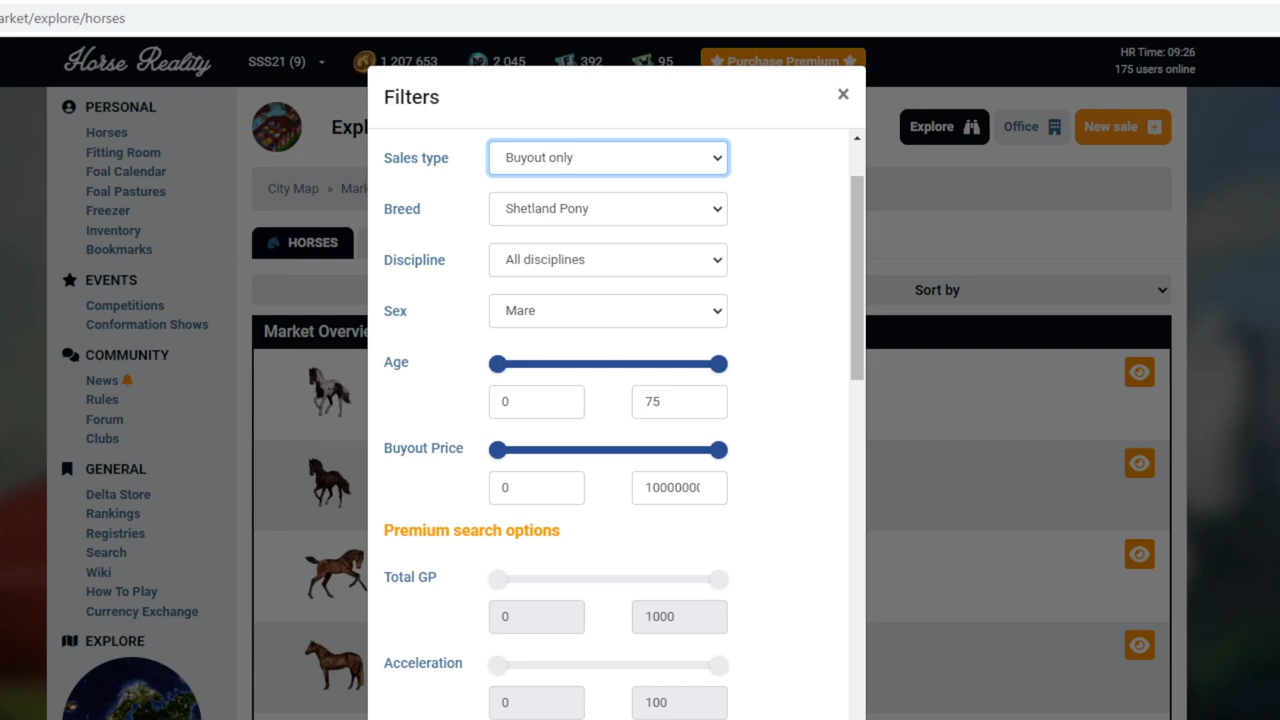 arket/explore/horses
Horse Reality
SSS21 (9)
1 207 653
2 045
392
95
Purchase Premium
HR Time: 09:26
175 users online
PERSONAL
Horses
Fitting Room
Foal Calendar
Foal Pastures
Freezer
Inventory
Bookmarks
EVENTS
Competitions
Conformation Shows
COMMUNITY
News
Rules
Forum
Clubs
GENERAL
Delta Store
Rankings
Registries
Search
Wiki
How To Play
Currency Exchange
EXPLORE
Expl
Explore
Office
New sale
City Map » Mark
HORSES
Sort by
Market Overvie
Filters
×
Sales type
Buyout only
Breed
Shetland Pony
Discipline
All disciplines
Sex
Mare
Age
0
75
Buyout Price
0
1000000(
Premium search options
Total GP
0
1000
Acceleration
0
100